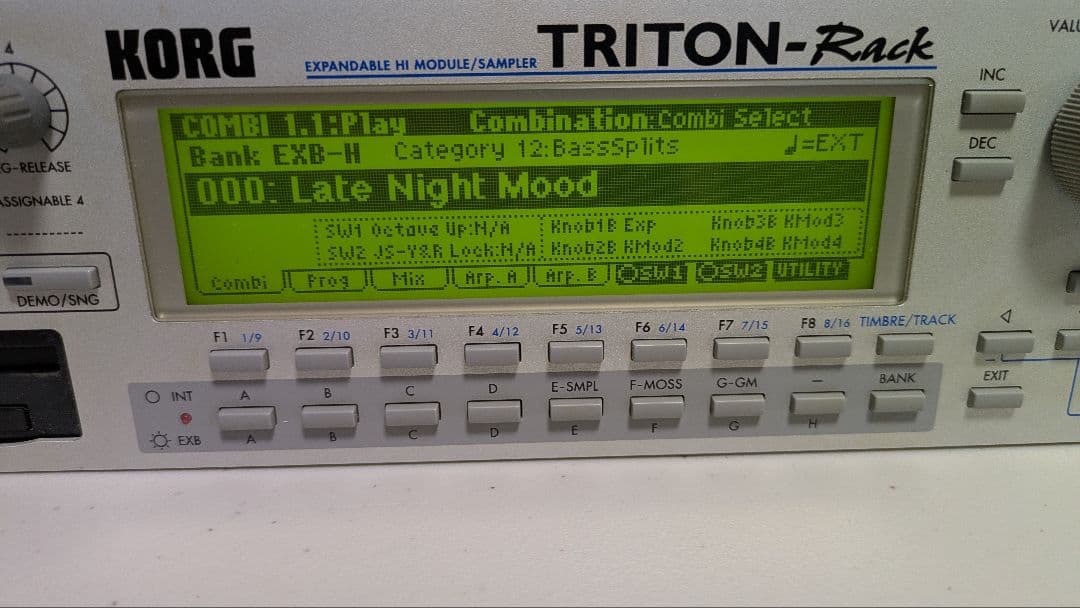 KORG
EXPANDABLE HI MODULE/SAMPLER TRITON-Rack
4
G-RELEASE
ASSIGNABLE 4
DEMO/SNG
COMBI 1.1:Play Combination:Combi Select
Bank EXB-H Category 12:BassSplits ♩=EXT
000: Late Night Mood
SW1 Octave Up:N/A Knob1B Exp Knob3B KMod3
SW2 JS-Y&R Lock:N/A Knob2B KMod2 Knob4B KMod4
Combi Prog Mix Arp. A Arp. B SW1 SW2 UTILITY
F1 1/9 F2 2/10 F3 3/11 F4 4/12 F5 5/13 F6 6/14 F7 7/15 F8 8/16 TIMBRE/TRACK
INT A B C D E-SMPL F-MOSS G-GM — BANK
EXB A B C D E F G H
VALU
INC
DEC
EXIT